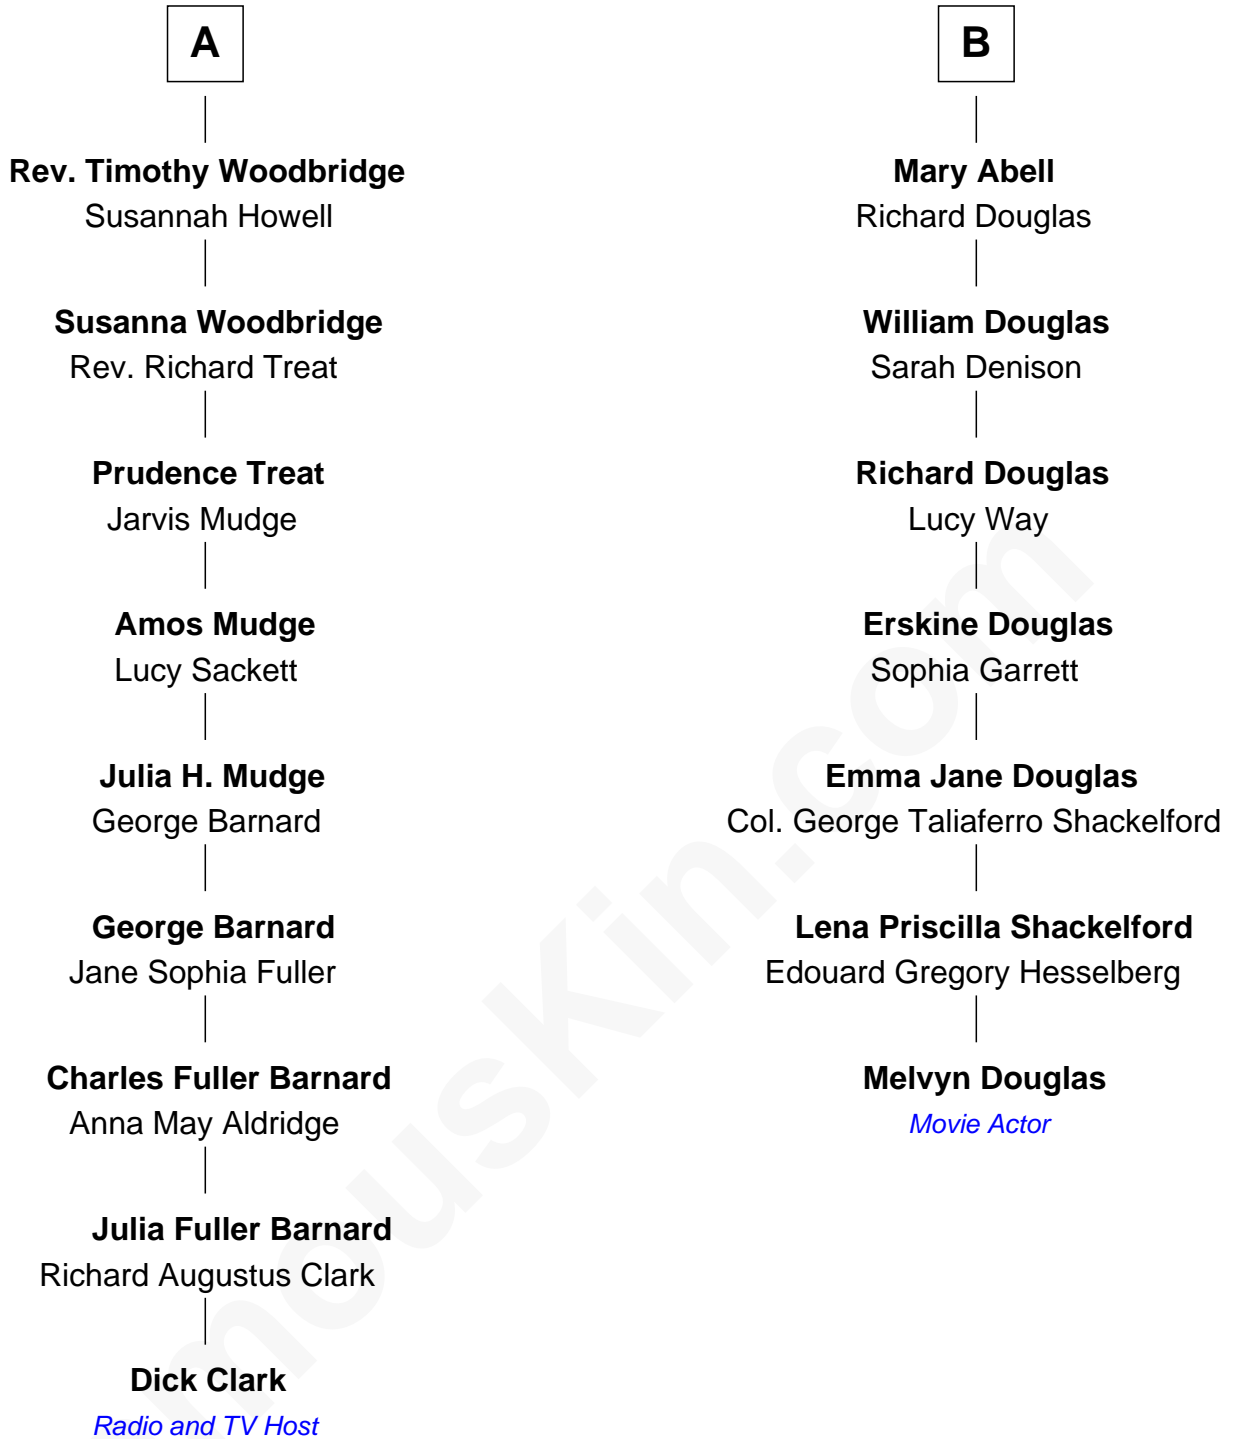 A
Rev. Timothy Woodbridge
Susannah Howell
Susanna Woodbridge
Rev. Richard Treat
Prudence Treat
Jarvis Mudge
Amos Mudge
Lucy Sackett
Julia H. Mudge
George Barnard
George Barnard
Jane Sophia Fuller
Charles Fuller Barnard
Anna May Aldridge
Julia Fuller Barnard
Richard Augustus Clark
Dick Clark
Radio and TV Host
B
Mary Abell
Richard Douglas
William Douglas
Sarah Denison
Richard Douglas
Lucy Way
Erskine Douglas
Sophia Garrett
Emma Jane Douglas
Col. George Taliaferro Shackelford
Lena Priscilla Shackelford
Edouard Gregory Hesselberg
Melvyn Douglas
Movie Actor
mousKin.com